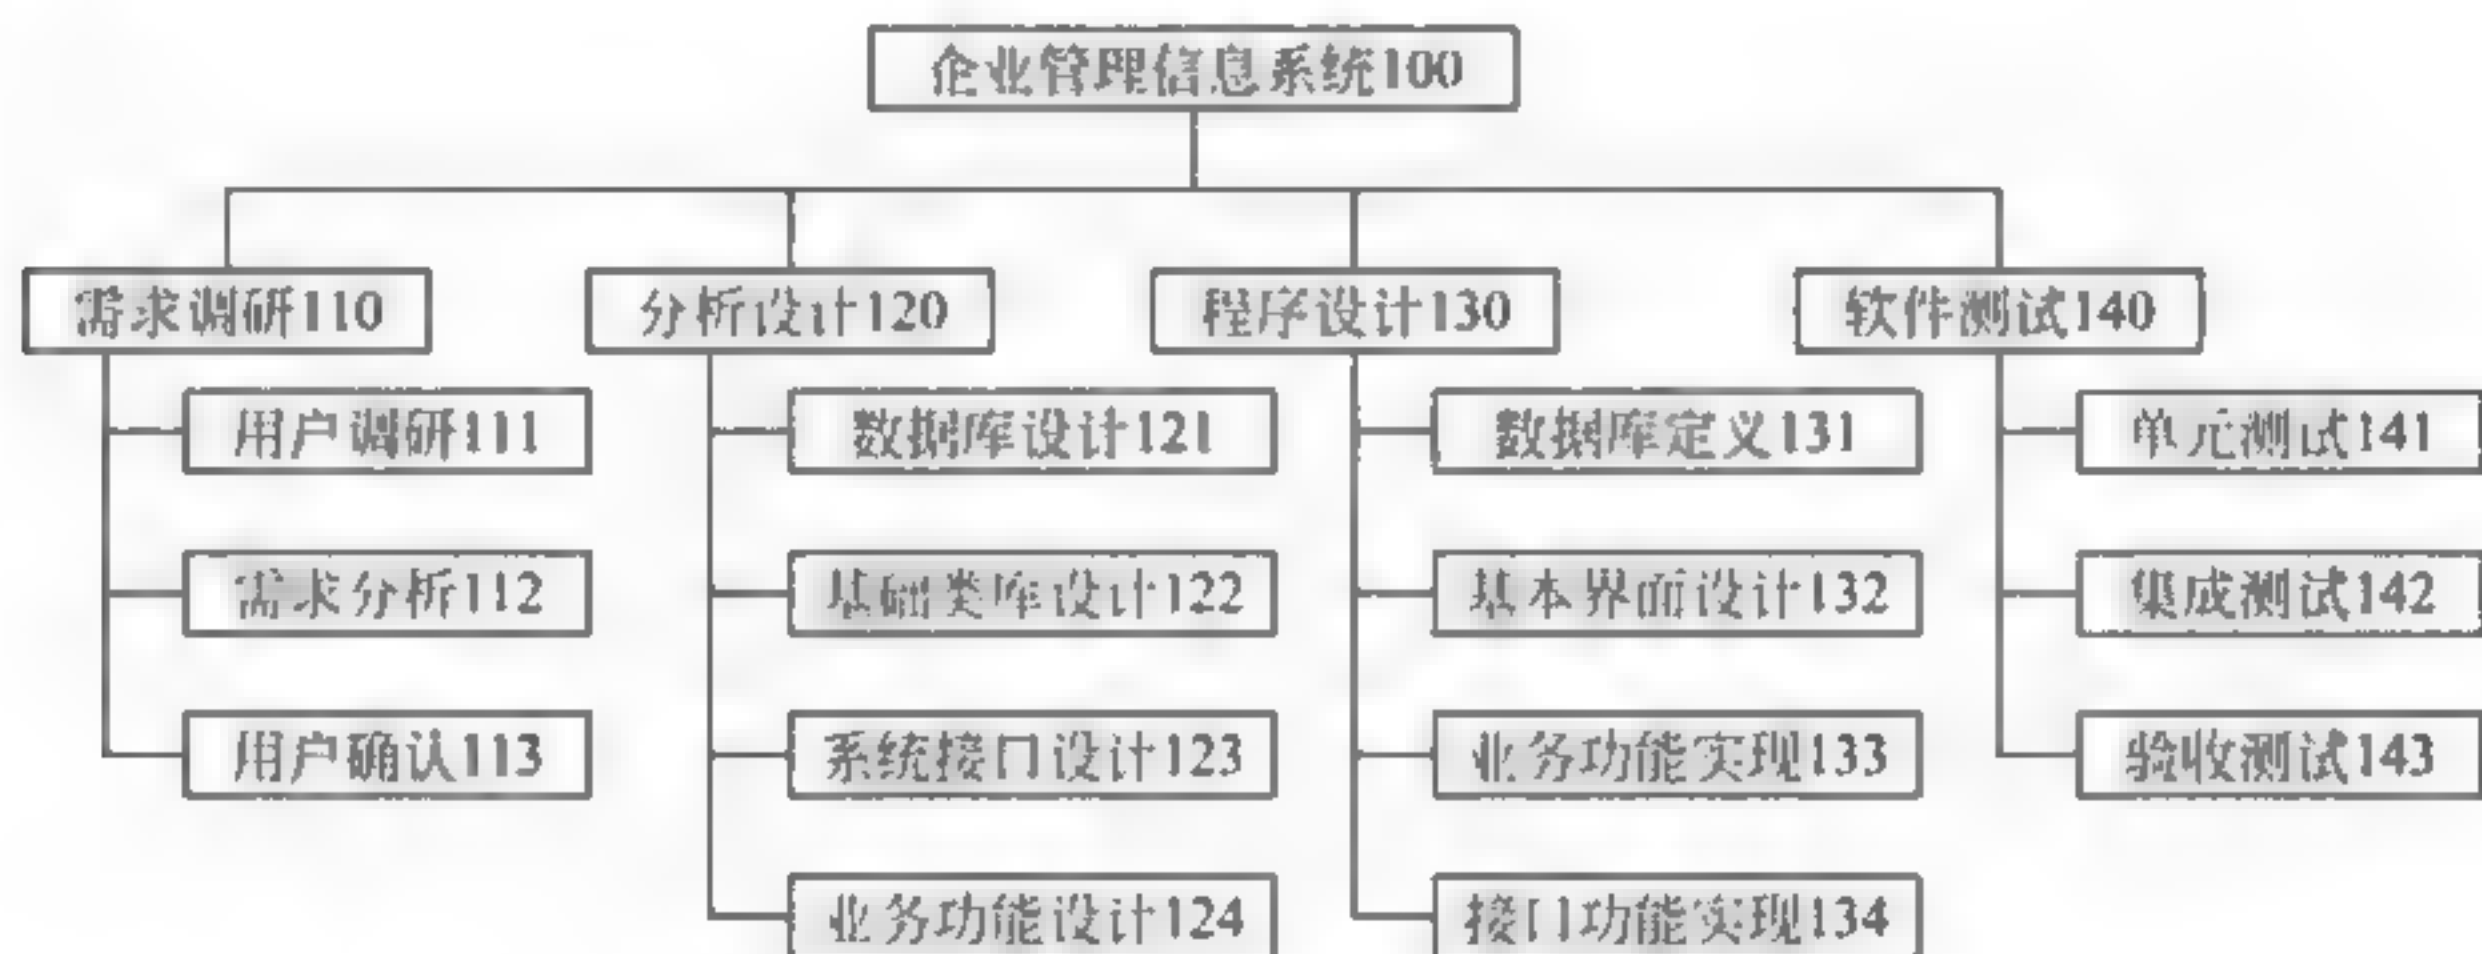 企业管理信息系统100
需求调研110
分析设计120
程序设计130
软件测试140
用户调研111
数据库设计121
数据库定义131
单元测试141
需求分析112
基础类库设计122
基本界面设计132
集成测试142
用户确认113
系统接口设计123
业务功能实现133
验收测试143
业务功能设计124
接口功能实现134